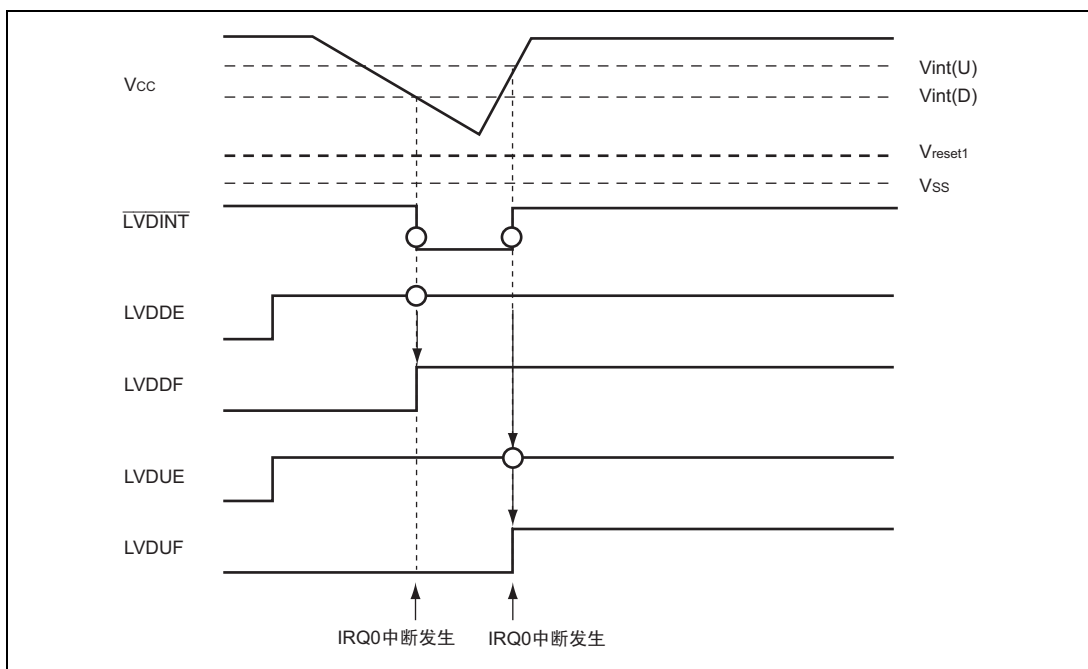 Vcc
Vint(U)
Vint(D)
Vreset1
Vss
LVDINT
LVDDE
LVDDF
LVDUE
LVDUF
IRQ0中断发生 IRQ0中断发生